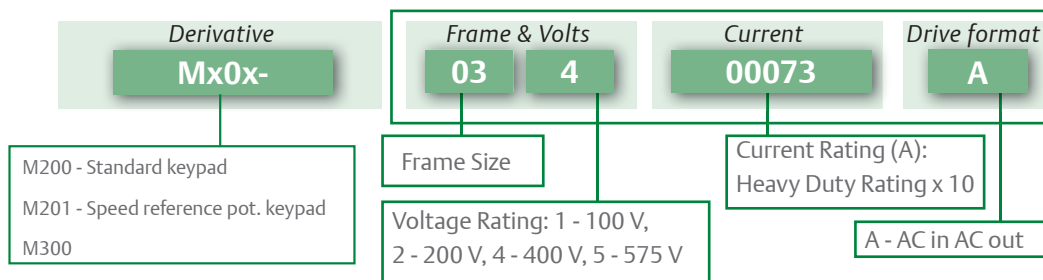 Derivative
Frame & Volts
Current
Drive format
Mx0x-
03
4
00073
A
M200 - Standard keypad
M201 - Speed reference pot. keypad
M300
Frame Size
Voltage Rating: 1 - 100 V,
2 - 200 V, 4 - 400 V, 5 - 575 V
Current Rating (A):
Heavy Duty Rating x 10
A - AC in AC out